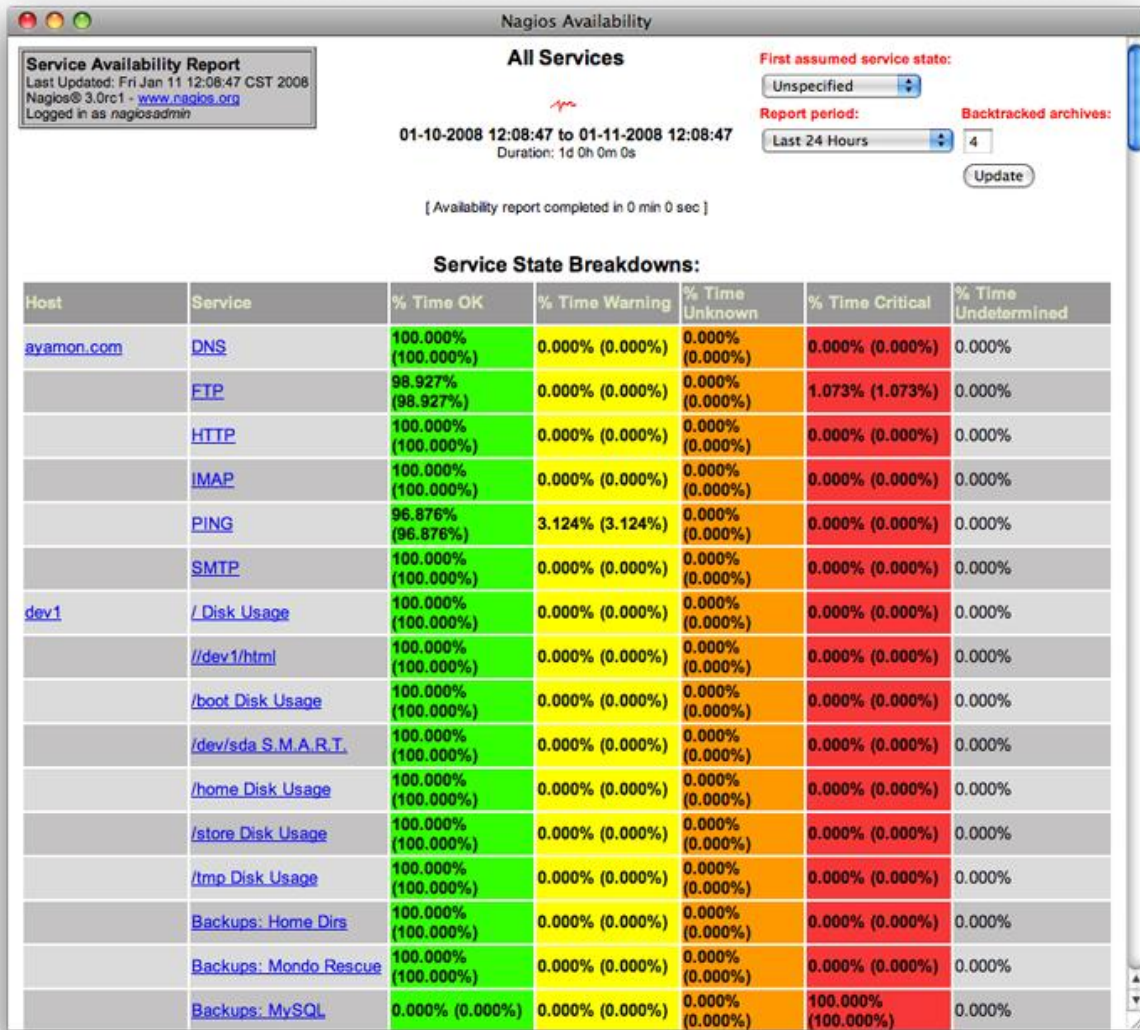 Nagios Availability
Service Availability Report
Last Updated: Fri Jan 11 12:08:47 CST 2008
Nagios® 3.0rc1 - www.nagios.org
Logged in as nagiosadmin
All Services
01-10-2008 12:08:47 to 01-11-2008 12:08:47
Duration: 1d 0h 0m 0s
[ Availability report completed in 0 min 0 sec ]
First assumed service state:
Unspecified
Report period:
Backtracked archives:
Last 24 Hours
4
Update
Service State Breakdowns:
Host Service % Time OK % Time Warning % Time Unknown % Time Critical % Time Undetermined
ayamon.com DNS 100.000% (100.000%) 0.000% (0.000%) 0.000% (0.000%) 0.000% (0.000%) 0.000%
FTP 98.927% (98.927%) 0.000% (0.000%) 0.000% (0.000%) 1.073% (1.073%) 0.000%
HTTP 100.000% (100.000%) 0.000% (0.000%) 0.000% (0.000%) 0.000% (0.000%) 0.000%
IMAP 100.000% (100.000%) 0.000% (0.000%) 0.000% (0.000%) 0.000% (0.000%) 0.000%
PING 96.876% (96.876%) 3.124% (3.124%) 0.000% (0.000%) 0.000% (0.000%) 0.000%
SMTP 100.000% (100.000%) 0.000% (0.000%) 0.000% (0.000%) 0.000% (0.000%) 0.000%
dev1 / Disk Usage 100.000% (100.000%) 0.000% (0.000%) 0.000% (0.000%) 0.000% (0.000%) 0.000%
//dev1/html 100.000% (100.000%) 0.000% (0.000%) 0.000% (0.000%) 0.000% (0.000%) 0.000%
/boot Disk Usage 100.000% (100.000%) 0.000% (0.000%) 0.000% (0.000%) 0.000% (0.000%) 0.000%
/dev/sda S.M.A.R.T. 100.000% (100.000%) 0.000% (0.000%) 0.000% (0.000%) 0.000% (0.000%) 0.000%
/home Disk Usage 100.000% (100.000%) 0.000% (0.000%) 0.000% (0.000%) 0.000% (0.000%) 0.000%
/store Disk Usage 100.000% (100.000%) 0.000% (0.000%) 0.000% (0.000%) 0.000% (0.000%) 0.000%
/tmp Disk Usage 100.000% (100.000%) 0.000% (0.000%) 0.000% (0.000%) 0.000% (0.000%) 0.000%
Backups: Home Dirs 100.000% (100.000%) 0.000% (0.000%) 0.000% (0.000%) 0.000% (0.000%) 0.000%
Backups: Mondo Rescue 100.000% (100.000%) 0.000% (0.000%) 0.000% (0.000%) 0.000% (0.000%) 0.000%
Backups: MySQL 0.000% (0.000%) 0.000% (0.000%) 0.000% (0.000%) 100.000% (100.000%) 0.000%